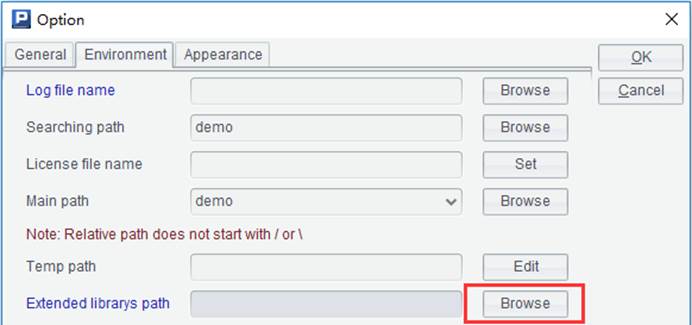 P Option
General Environment Appearance OK
Log file name Browse Cancel
Searching path demo Browse
License file name Set
Main path demo Browse
Note: Relative path does not start with / or \
Temp path Edit
Extended librarys path Browse